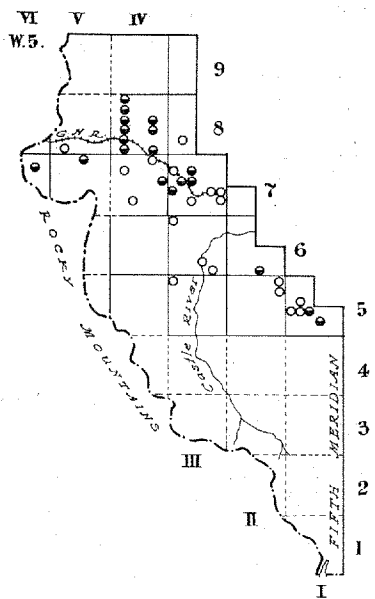 VI V IV
W.5.
9
8
C.N.R.
7
6
ROCKY
MOUNTAINS
Castle River
5
4
3
III
2
II
1
I
FIFTH MERIDIAN